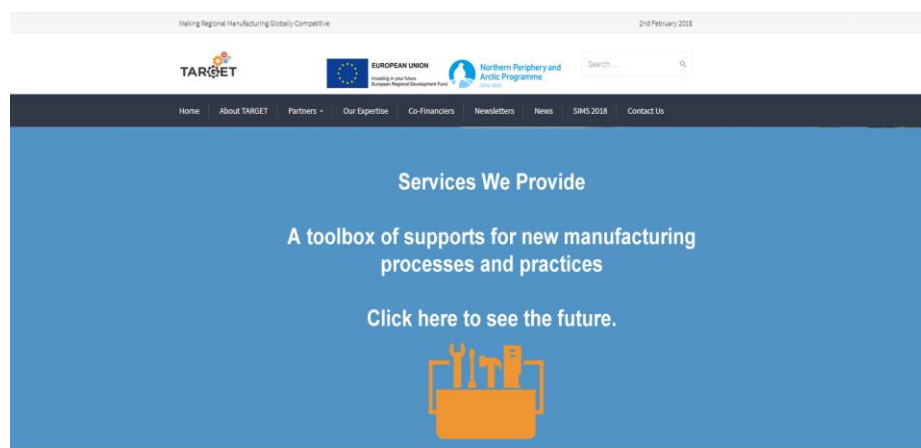 Making Regional Manufacturing Globally Competitive
2nd February 2018
TARGET
EUROPEAN UNION
Investing in your future
European Regional Development Fund
Northern Periphery and
Arctic Programme
2014–2020
Search ...
Home
About TARGET
Partners
Our Expertise
Co-Financiers
Newsletters
News
SIMS 2018
Contact Us
Services We Provide
A toolbox of supports for new manufacturing
processes and practices
Click here to see the future.